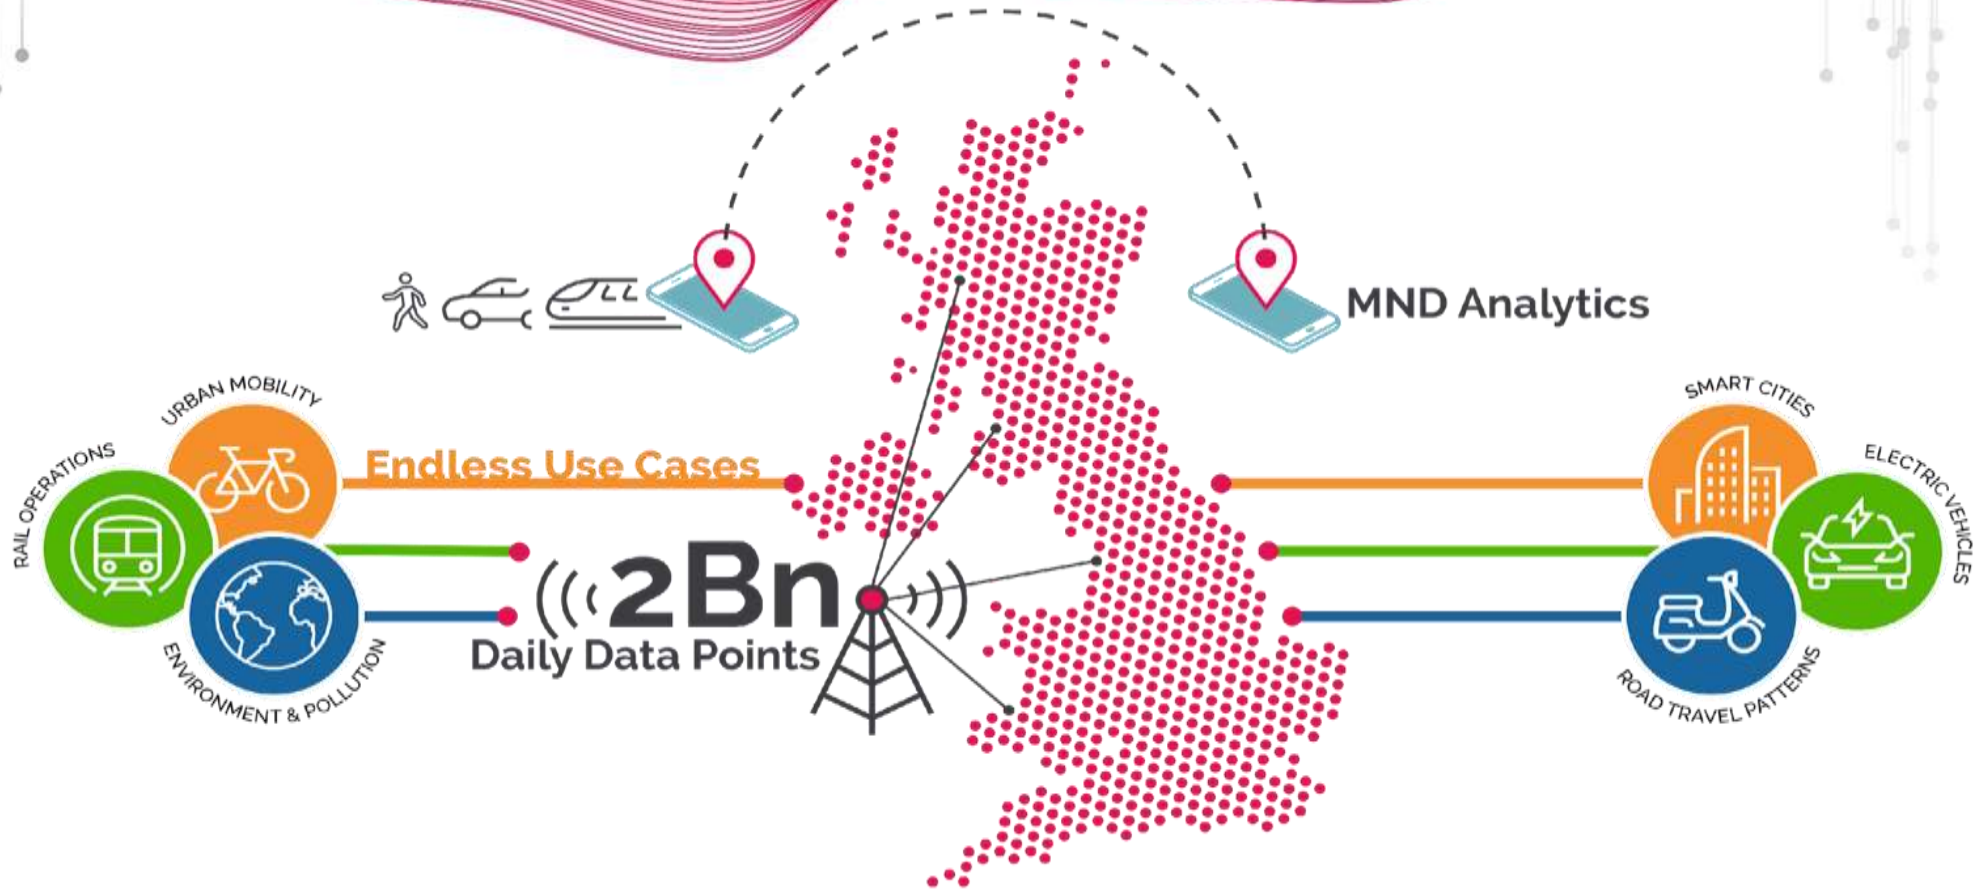 MND Analytics
URBAN MOBILITY
SMART CITIES
RAIL OPERATIONS
Endless Use Cases
ELECTRIC VEHICLES
2Bn
Daily Data Points
ENVIRONMENT & POLLUTION
ROAD TRAVEL PATTERNS